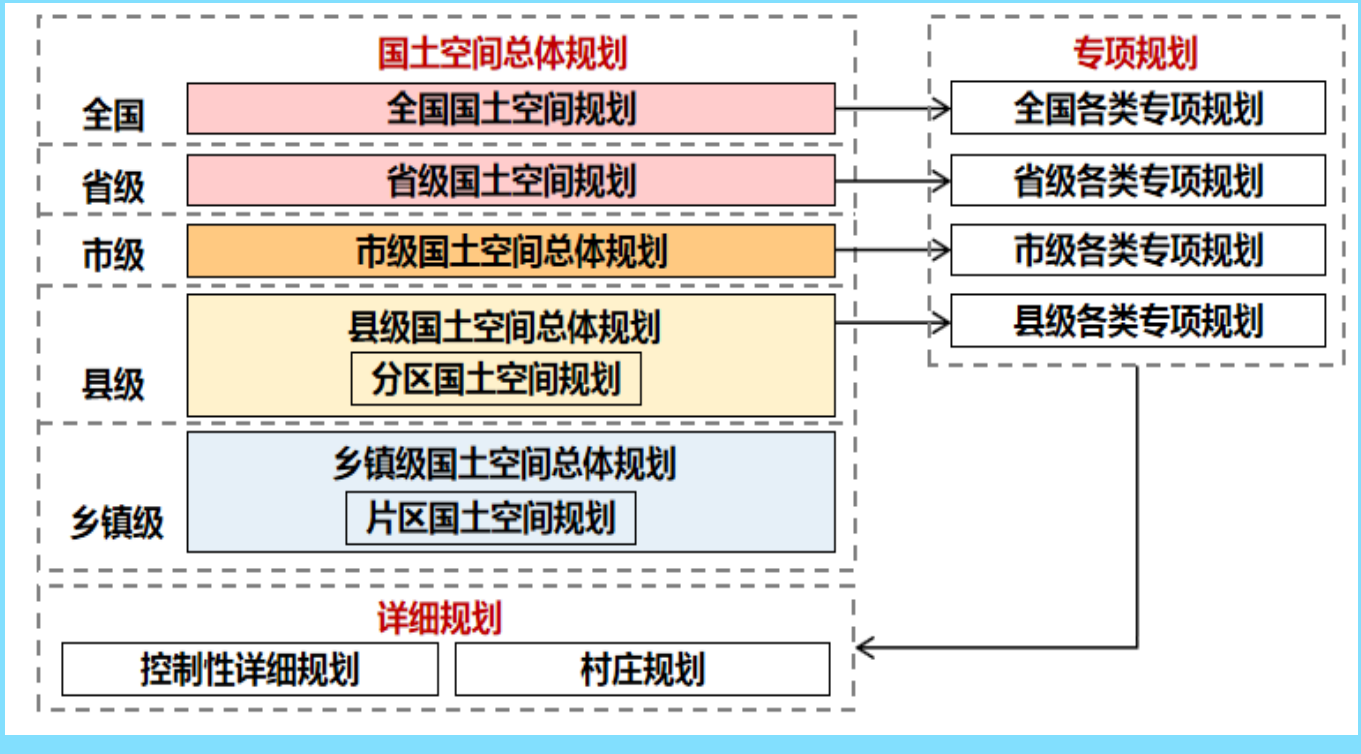 国土空间总体规划
全国
全国国土空间规划
省级
省级国土空间规划
市级
市级国土空间总体规划
县级
县级国土空间总体规划
分区国土空间规划
乡镇级
乡镇级国土空间总体规划
片区国土空间规划
专项规划
全国各类专项规划
省级各类专项规划
市级各类专项规划
县级各类专项规划
详细规划
控制性详细规划
村庄规划